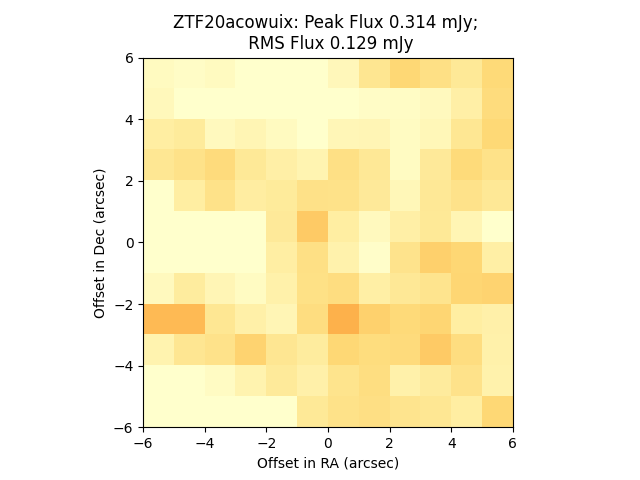 ZTF20acowuix: Peak Flux 0.314 mJy;
RMS Flux 0.129 mJy
6
4
2
0
−2
−4
−6
Offset in Dec (arcsec)
−6 −4 −2 0 2 4 6
Offset in RA (arcsec)